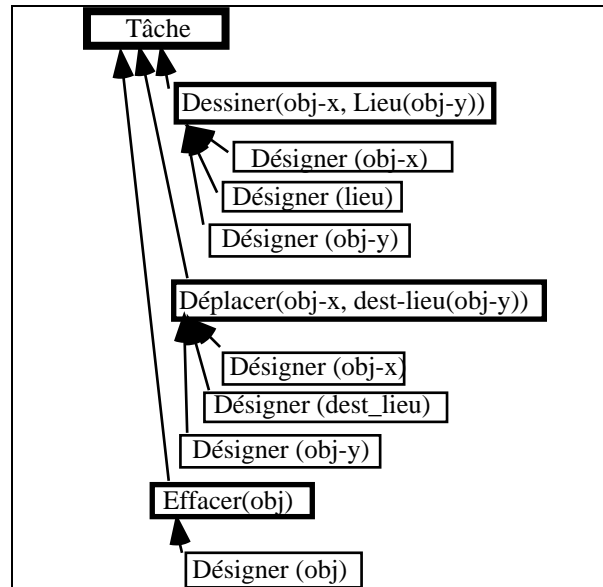 Tâche
Dessiner(obj-x, Lieu(obj-y))
Désigner (obj-x)
Désigner (lieu)
Désigner (obj-y)
Déplacer(obj-x, dest-lieu(obj-y))
Désigner (obj-x)
Désigner (dest_lieu)
Désigner (obj-y)
Effacer(obj)
Désigner (obj)